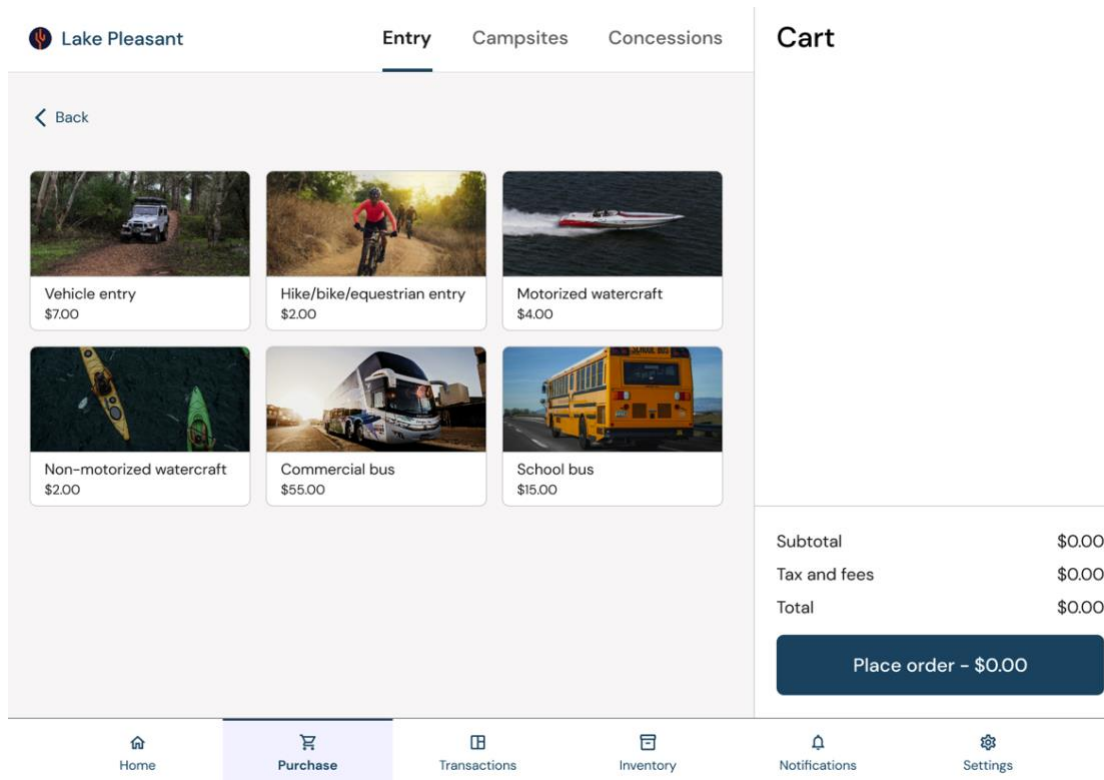 Lake Pleasant
Entry
Campsites
Concessions
Back
Vehicle entry
$7.00
Hike/bike/equestrian entry
$2.00
Motorized watercraft
$4.00
Non-motorized watercraft
$2.00
Commercial bus
$55.00
SCHOOL BUS
School bus
$15.00
Cart
Subtotal $0.00
Tax and fees $0.00
Total $0.00
Place order - $0.00
Home
Purchase
Transactions
Inventory
Notifications
Settings